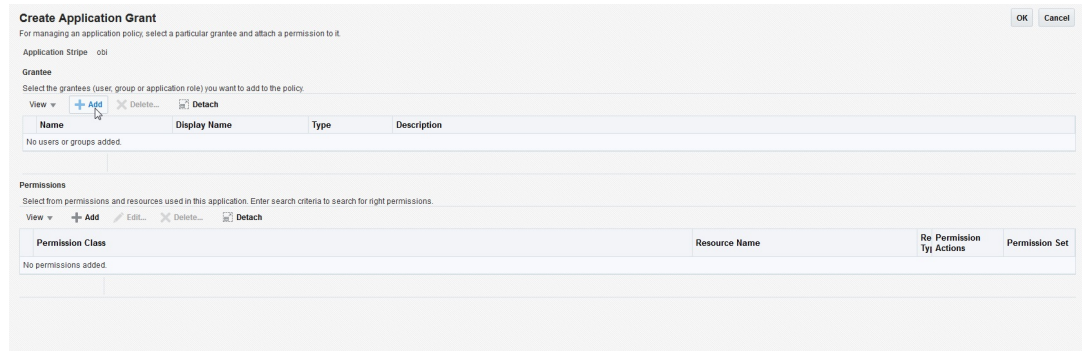 Create Application Grant
OK Cancel
For managing an application policy, select a particular grantee and attach a permission to it.
Application Stripe obi
Grantee
Select the grantees (user, group or application role) you want to add to the policy.
View Add Delete... Detach
Name Display Name Type Description
No users or groups added.
Permissions
Select from permissions and resources used in this application. Enter search criteria to search for right permissions.
View Add Edit... Delete... Detach
Permission Class Resource Name Re Typ Permission Actions Permission Set
No permissions added.